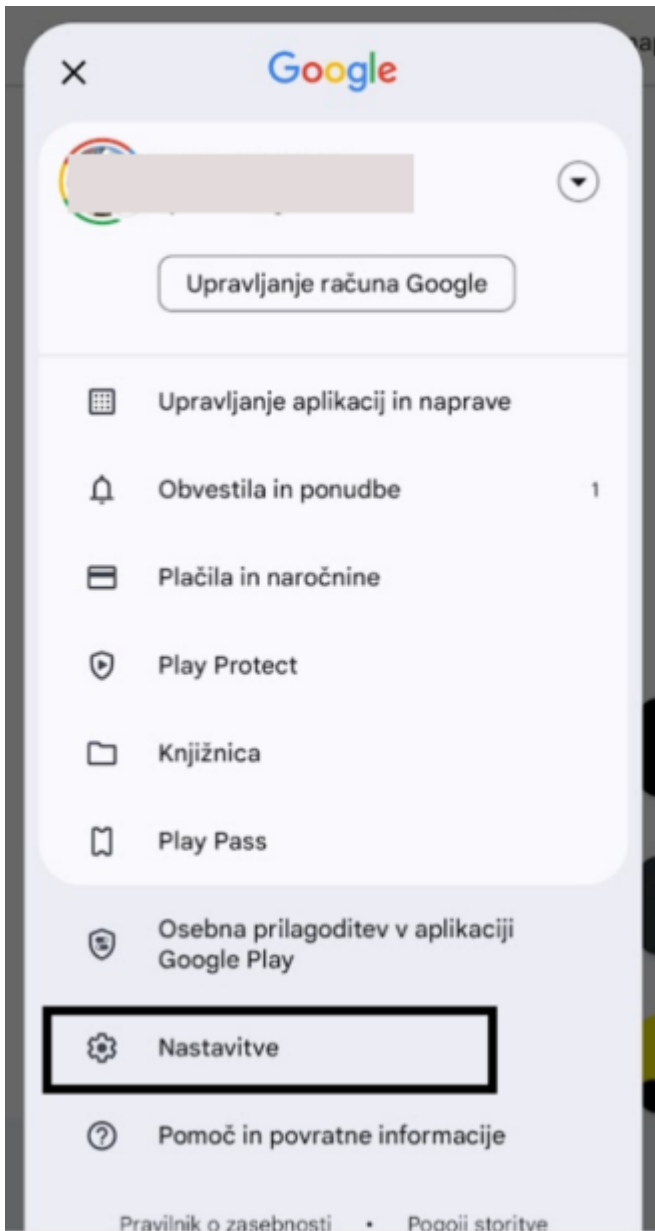 Google
Upravljanje računa Google
Upravljanje aplikacij in naprave
Obvestila in ponudbe 1
Plačila in naročnine
Play Protect
Knjižnica
Play Pass
Osebna prilagoditev v aplikaciji
Google Play
Nastavitve
Pomoč in povratne informacije
Pravilnik o zasebnosti • Pogoji storitve